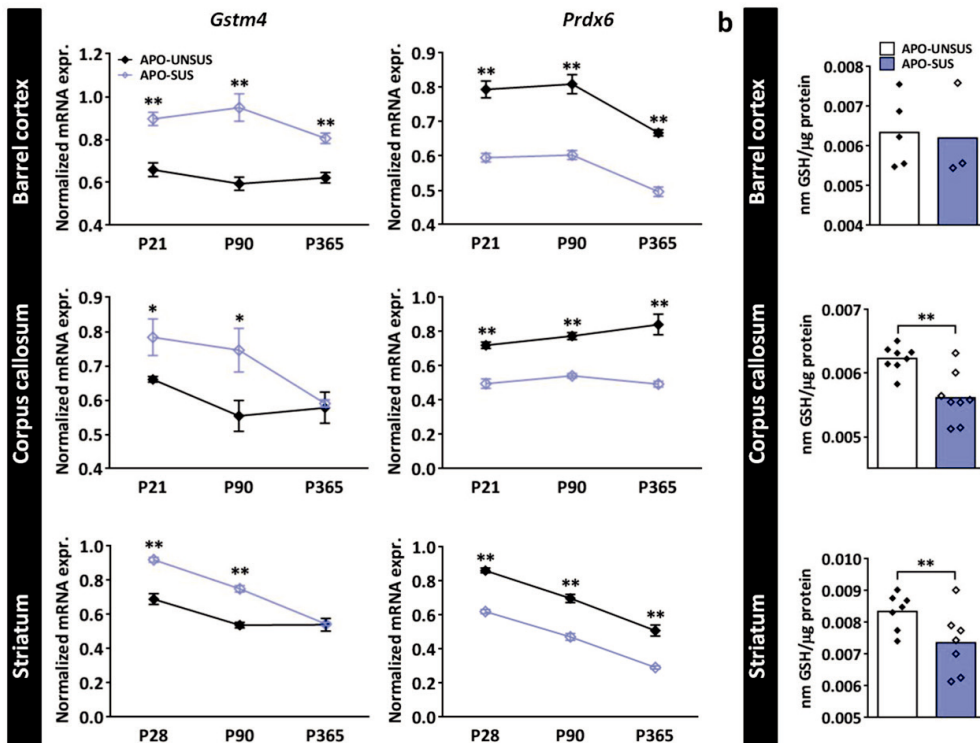 Gstm4
Prdx6
b
Barrel cortex
Normalized mRNA expr.
1.2
1.0
0.8
0.6
0.4
APO-UNSUS
APO-SUS
**
**
**
P21 P90 P365
Normalized mRNA expr.
0.9
0.8
0.7
0.6
0.5
0.4
**
**
**
P21 P90 P365
Barrel cortex
nm GSH/µg protein
APO-UNSUS
APO-SUS
0.008
0.007
0.006
0.005
0.004
Corpus callosum
Normalized mRNA expr.
0.9
0.8
0.7
0.6
0.5
0.4
*
*
P21 P90 P365
Normalized mRNA expr.
1.0
0.8
0.6
0.4
0.2
0.0
**
**
**
P21 P90 P365
Corpus callosum
nm GSH/µg protein
0.007
0.006
0.005
**
Striatum
Normalized mRNA expr.
1.0
0.8
0.6
0.4
0.2
0.0
**
**
P28 P90 P365
Normalized mRNA expr.
1.0
0.8
0.6
0.4
0.2
0.0
**
**
**
P28 P90 P365
Striatum
nm GSH/µg protein
0.010
0.009
0.008
0.007
0.006
0.005
**